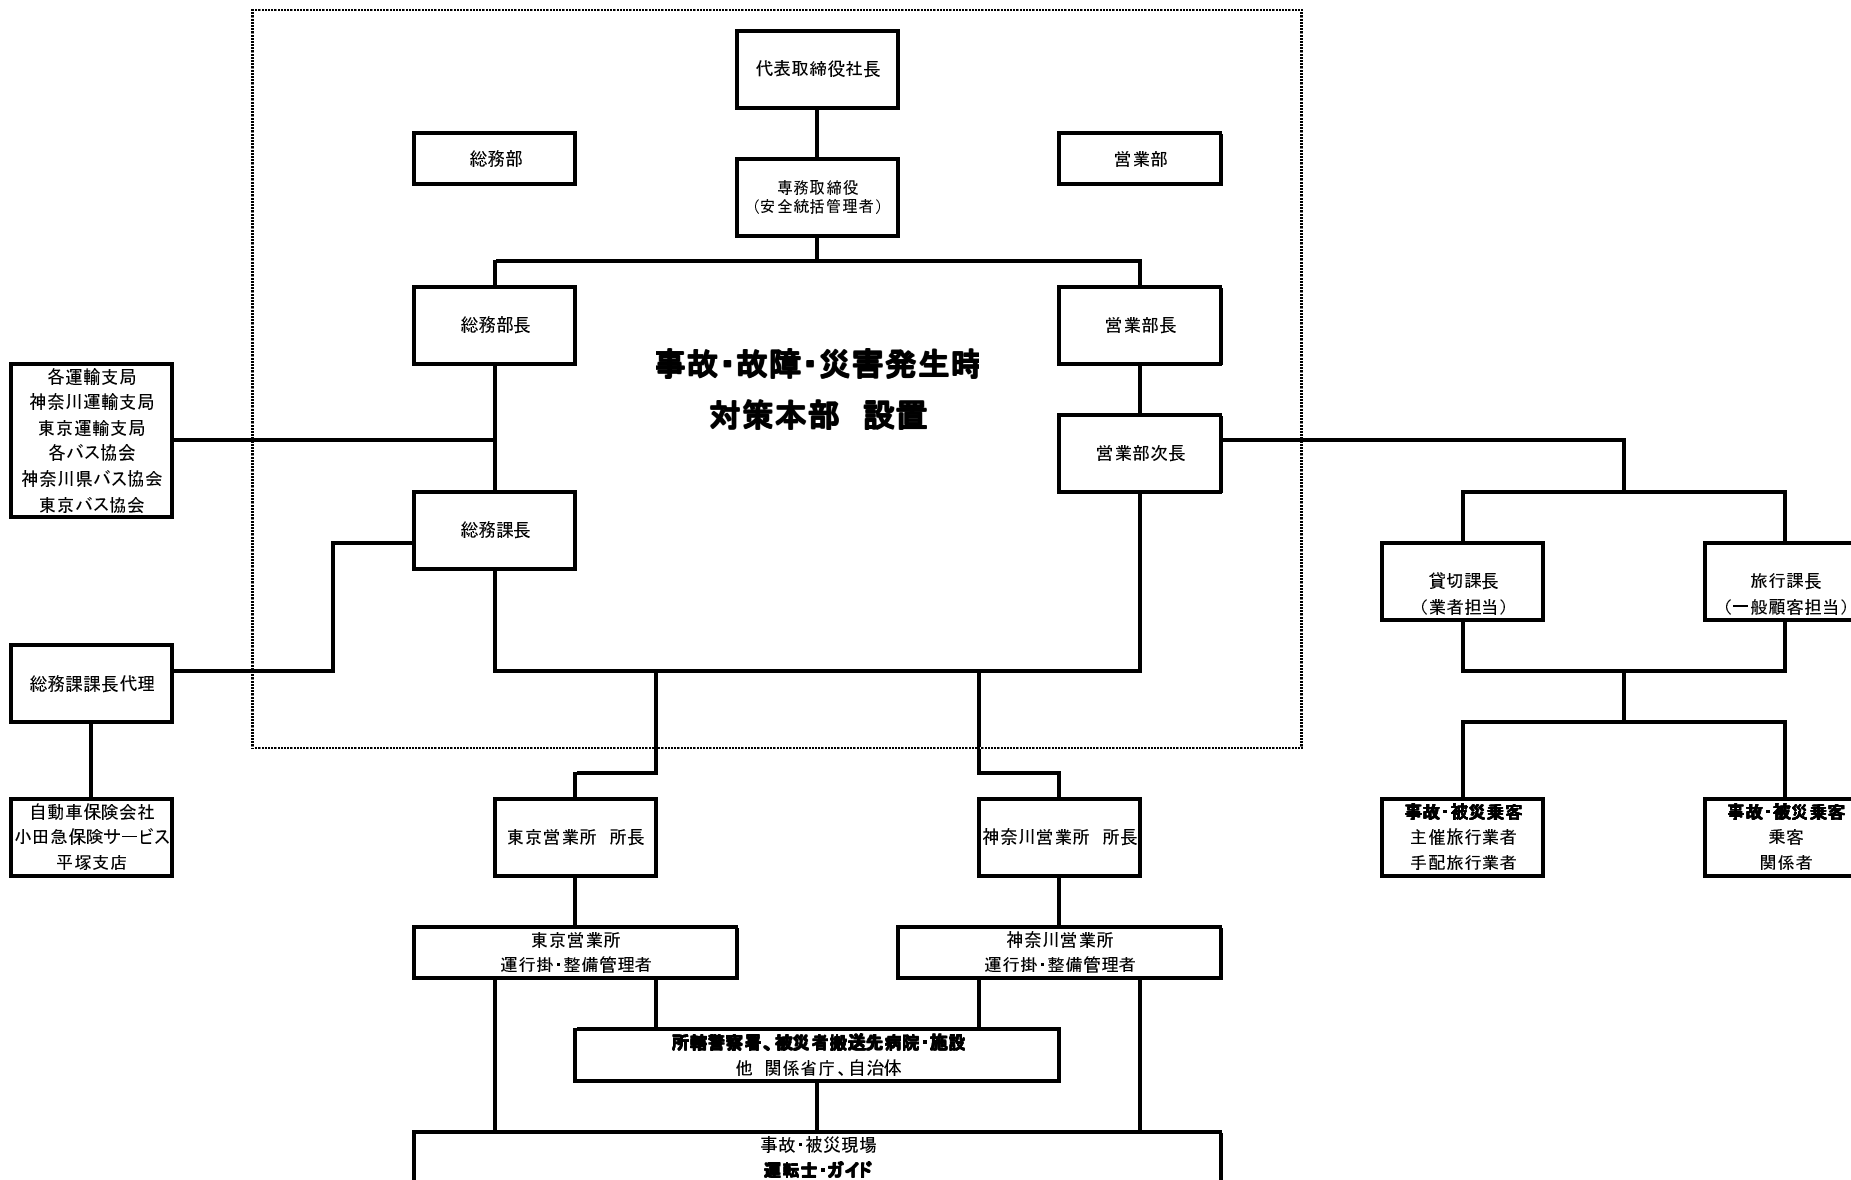 代表取締役社長
総務部
営業部
専務取締役
（安全統括管理者）
総務部長
営業部長
事故・故障・災害発生時
対策本部　設置
各運輸支局
神奈川運輸支局
東京運輸支局
各バス協会
神奈川県バス協会
東京バス協会
営業部次長
総務課長
貸切課長
（業者担当）
旅行課長
（一般顧客担当）
総務課課長代理
自動車保険会社
小田急保険サービス
平塚支店
東京営業所　所長
神奈川営業所　所長
事故・被災乗客
主催旅行業者
手配旅行業者
事故・被災乗客
乗客
関係者
東京営業所
運行掛・整備管理者
神奈川営業所
運行掛・整備管理者
所轄警察署、被災者搬送先病院・施設
他　関係省庁、自治体
事故・被災現場
運転士・ガイド